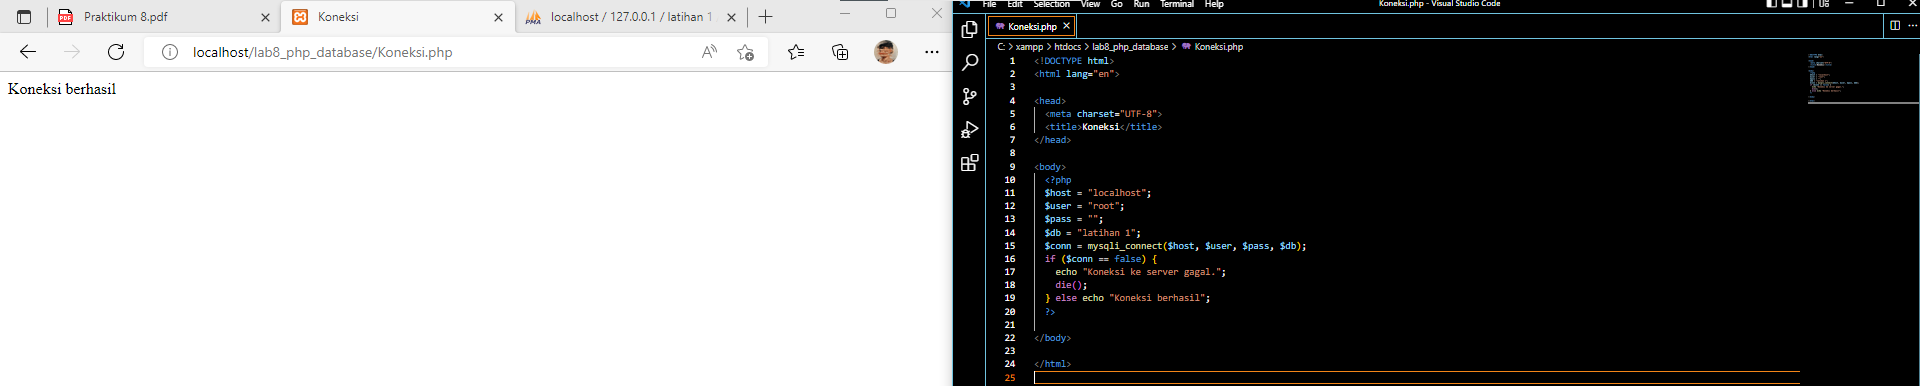 Praktikum 8.pdf
Koneksi
localhost / 127.0.0.1 / latihan 1
localhost/lab8_php_database/Koneksi.php
Koneksi berhasil
File Edit Selection View Go Run Terminal Help
Koneksi.php - Visual Studio Code
Koneksi.php
C: > xampp > htdocs > lab8_php_database > Koneksi.php
1 <!DOCTYPE html>
2 <html lang="en">
3
4 <head>
5 <meta charset="UTF-8">
6 <title>Koneksi</title>
7 </head>
8
9 <body>
10 <?php
11 $host = "localhost";
12 $user = "root";
13 $pass = "";
14 $db = "latihan 1";
15 $conn = mysqli_connect($host, $user, $pass, $db);
16 if ($conn == false) {
17 echo "Koneksi ke server gagal.";
18 die();
19 } else echo "Koneksi berhasil";
20 ?>
21
22 </body>
23
24 </html>
25